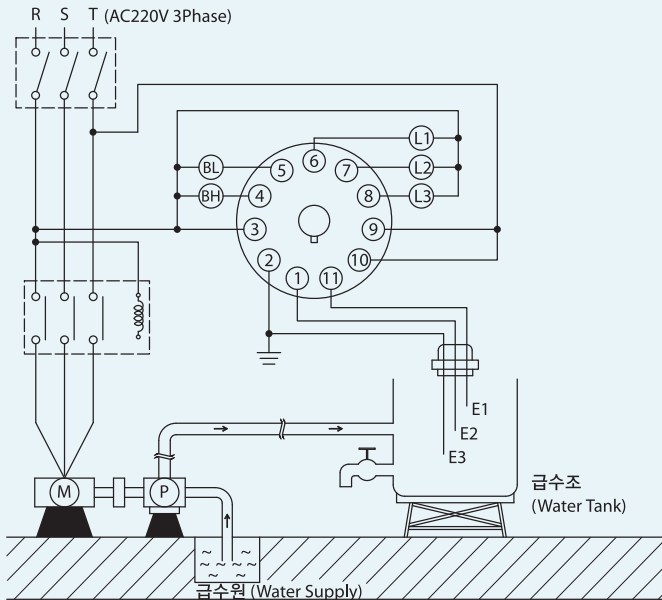 R S T (AC220V 3Phase)
L1
6
BL
5
7
L2
BH
4
8
L3
3
9
2
10
1
11
E1
E2
E3
M
P
급수조
(Water Tank)
급수원 (Water Supply)